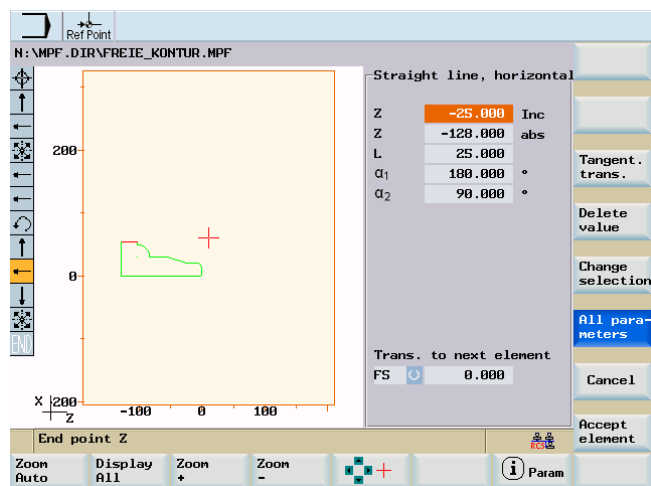 Ref Point
N:\MPF.DIR\FREIE_KONTUR.MPF
Straight line, horizontal
Z -25.000 Inc
Z -128.000 abs
L 25.000
α1 180.000 °
α2 90.000 °
Trans. to next element
FS 0.000
200
0
-200
X
Z
-100 0 100
END
Tangent.
trans.
Delete
value
Change
selection
All para-
meters
Cancel
Accept
element
End point Z
RCS
Zoom
Auto
Display
All
Zoom
+
Zoom
-
i Param